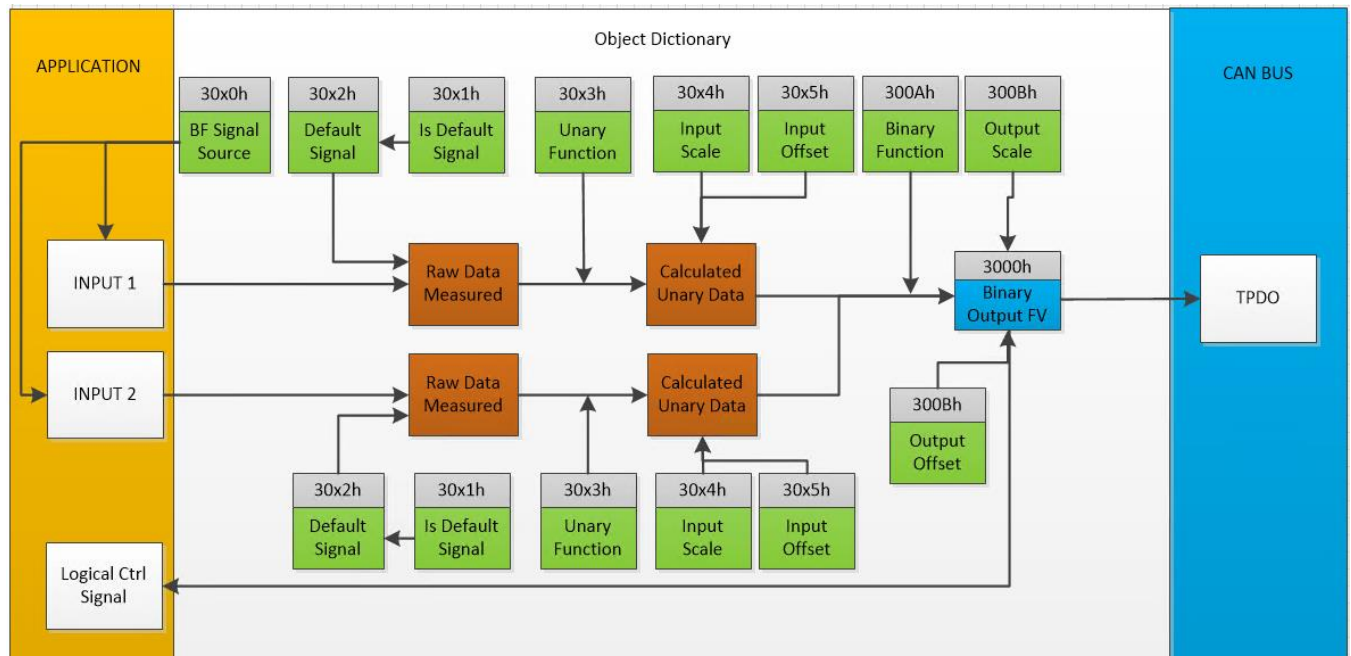 Object Dictionary
APPLICATION
CAN BUS
30x0h
BF Signal
Source
30x2h
Default
Signal
30x1h
Is Default
Signal
30x3h
Unary
Function
30x4h
Input
Scale
30x5h
Input
Offset
300Ah
Binary
Function
300Bh
Output
Scale
INPUT 1
Raw Data
Measured
Calculated
Unary Data
3000h
Binary
Output FV
TPDO
INPUT 2
Raw Data
Measured
Calculated
Unary Data
300Bh
Output
Offset
30x2h
Default
Signal
30x1h
Is Default
Signal
30x3h
Unary
Function
30x4h
Input
Scale
30x5h
Input
Offset
Logical Ctrl
Signal